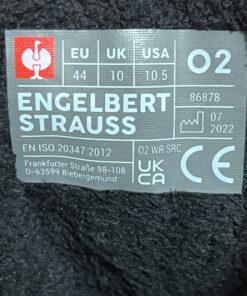 EU UK USA O2
44 10 10.5
86878
ENGELBERT
STRAUSS
07
2022
EN ISO 20347:2012 O2 WR SRC
Frankfurter Straße 98-108
D-63599 Biebergemünd
UK
CA
CE